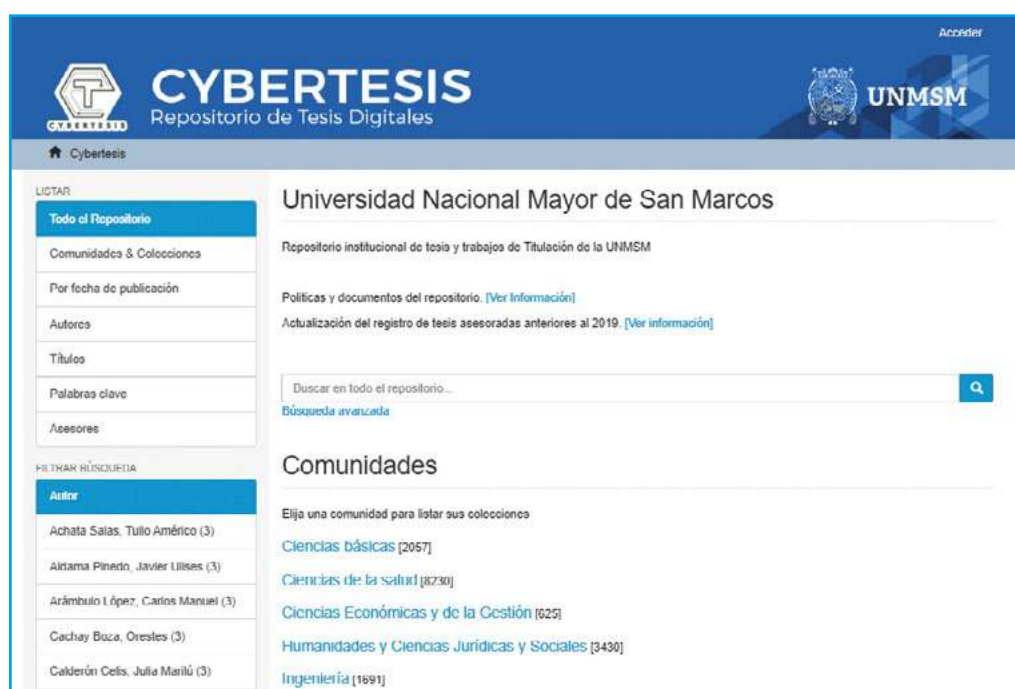 Acceder
CYBERTESIS
Repositorio de Tesis Digitales
CYBERTESIS
UNMSM
Cybertesis
LISTAR
Todo el Repositorio
Comunidades & Colecciones
Por fecha de publicación
Autores
Títulos
Palabras clave
Asesores
FILTRAR BÚSQUEDA
Autor
Achata Salas, Tulio Américo (3)
Aldama Pinedo, Javier Ulises (3)
Arámbulo López, Carlos Manuel (3)
Cachay Boza, Orestes (3)
Calderón Celis, Julia Marilú (3)
Universidad Nacional Mayor de San Marcos
Repositorio institucional de tesis y trabajos de Titulación de la UNMSM
Políticas y documentos del repositorio. [Ver Información]
Actualización del registro de tesis asesoradas anteriores al 2019. [Ver información]
Buscar en todo el repositorio...
Búsqueda avanzada
Comunidades
Elija una comunidad para listar sus colecciones
Ciencias básicas [2057]
Ciencias de la salud [8230]
Ciencias Económicas y de la Gestión [625]
Humanidades y Ciencias Jurídicas y Sociales [3430]
Ingeniería [1691]